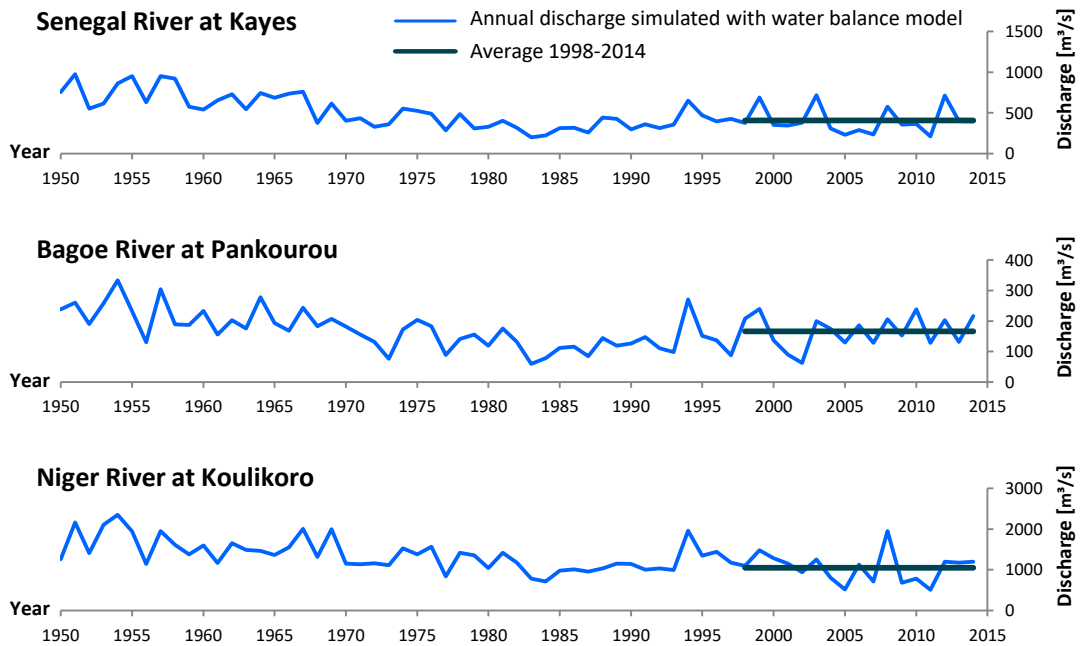 Senegal River at Kayes
Annual discharge simulated with water balance model
Average 1998-2014
1500
1000
500
0
Discharge [m³/s]
Year
1950 1955 1960 1965 1970 1975 1980 1985 1990 1995 2000 2005 2010 2015
Bagoe River at Pankourou
400
300
200
100
0
Discharge [m³/s]
Year
1950 1955 1960 1965 1970 1975 1980 1985 1990 1995 2000 2005 2010 2015
Niger River at Koulikoro
3000
2000
1000
0
Discharge [m³/s]
Year
1950 1955 1960 1965 1970 1975 1980 1985 1990 1995 2000 2005 2010 2015